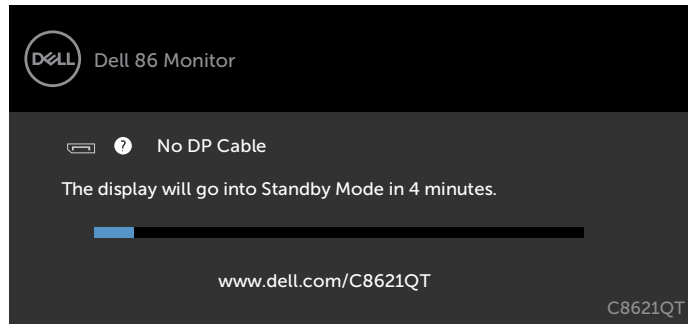 DELL
Dell 86 Monitor
? No DP Cable
The display will go into Standby Mode in 4 minutes.
www.dell.com/C8621QT
C8621QT